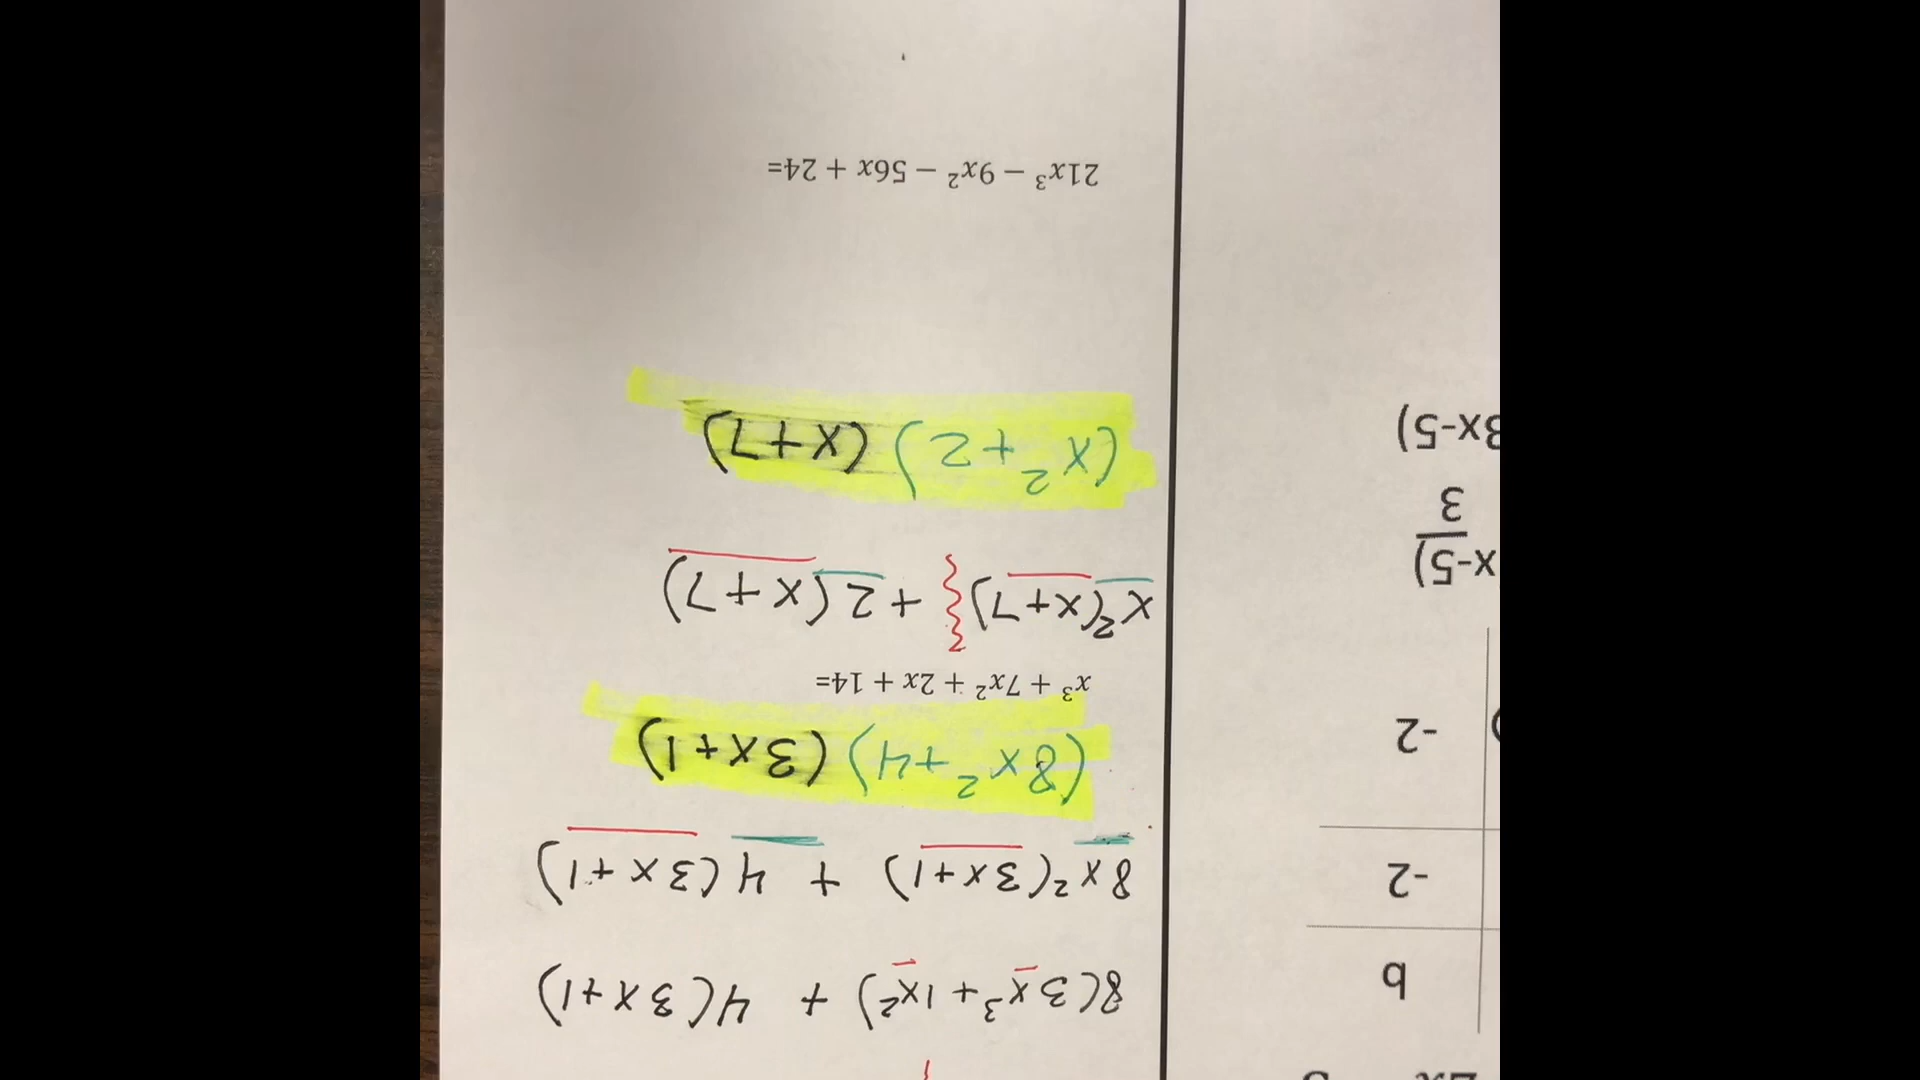 b
-2
-2
x-5)
3
3x-5)
8(3x³+1x²) + 4(3x+1)
8x²(3x+1) + 4(3x+1)
(8x²+4)(3x+1)
x³ + 7x² + 2x + 14=
x²(x+7) + 2(x+7)
(x²+2)(x+7)
21x³ − 9x² − 56x + 24=